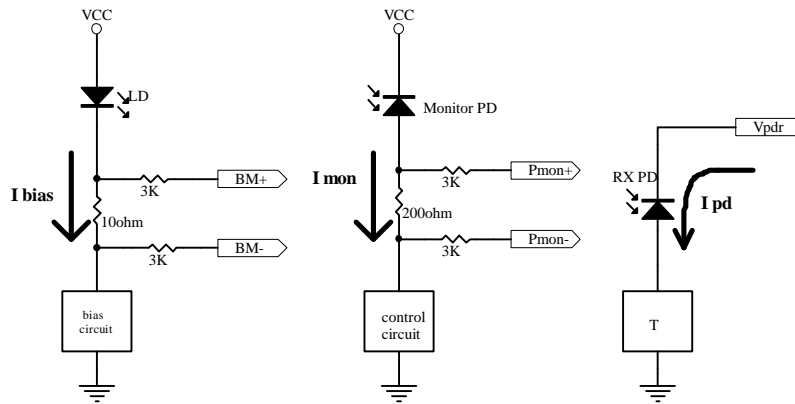 VCC
LD
I bias
3K
BM+
10ohm
3K
BM-
bias
circuit
VCC
Monitor PD
I mon
3K
Pmon+
200ohm
3K
Pmon-
control
circuit
Vpdr
RX PD
I pd
T